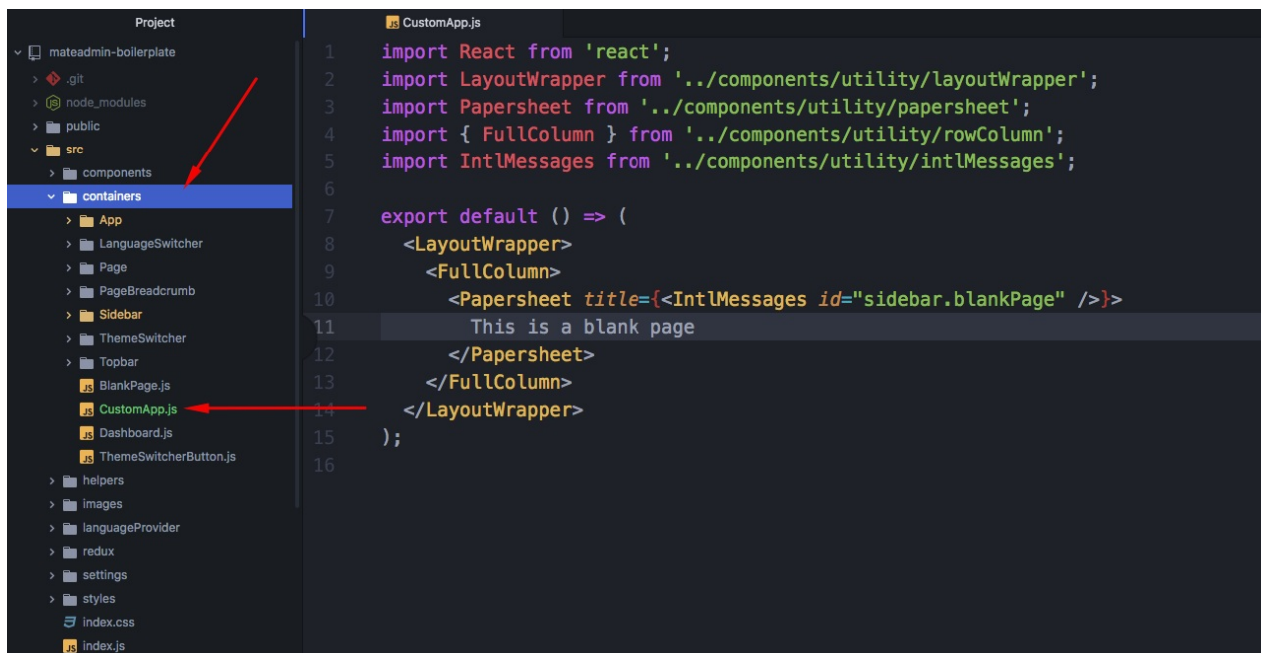 Project
mateadmin-boilerplate
.git
node_modules
public
src
components
containers
App
LanguageSwitcher
Page
PageBreadcrumb
Sidebar
ThemeSwitcher
Topbar
BlankPage.js
CustomApp.js
Dashboard.js
ThemeSwitcherButton.js
helpers
images
languageProvider
redux
settings
styles
index.css
index.js
CustomApp.js
1 import React from 'react';
2 import LayoutWrapper from '../components/utility/layoutWrapper';
3 import Papersheet from '../components/utility/papersheet';
4 import { FullColumn } from '../components/utility/rowColumn';
5 import IntlMessages from '../components/utility/intlMessages';
6
7 export default () => (
8 <LayoutWrapper>
9 <FullColumn>
10 <Papersheet title={<IntlMessages id="sidebar.blankPage" />}>
11 This is a blank page
12 </Papersheet>
13 </FullColumn>
14 </LayoutWrapper>
15 );
16